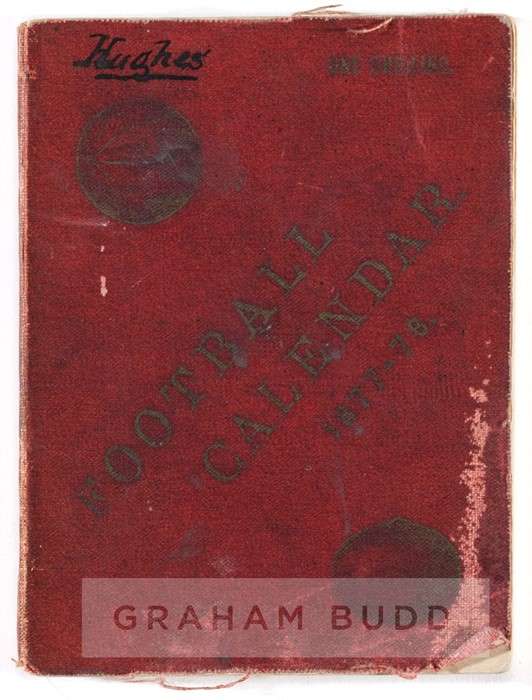 Hughes
FOOTBALL
CALENDAR
1877-78.
GRAHAM BUDD